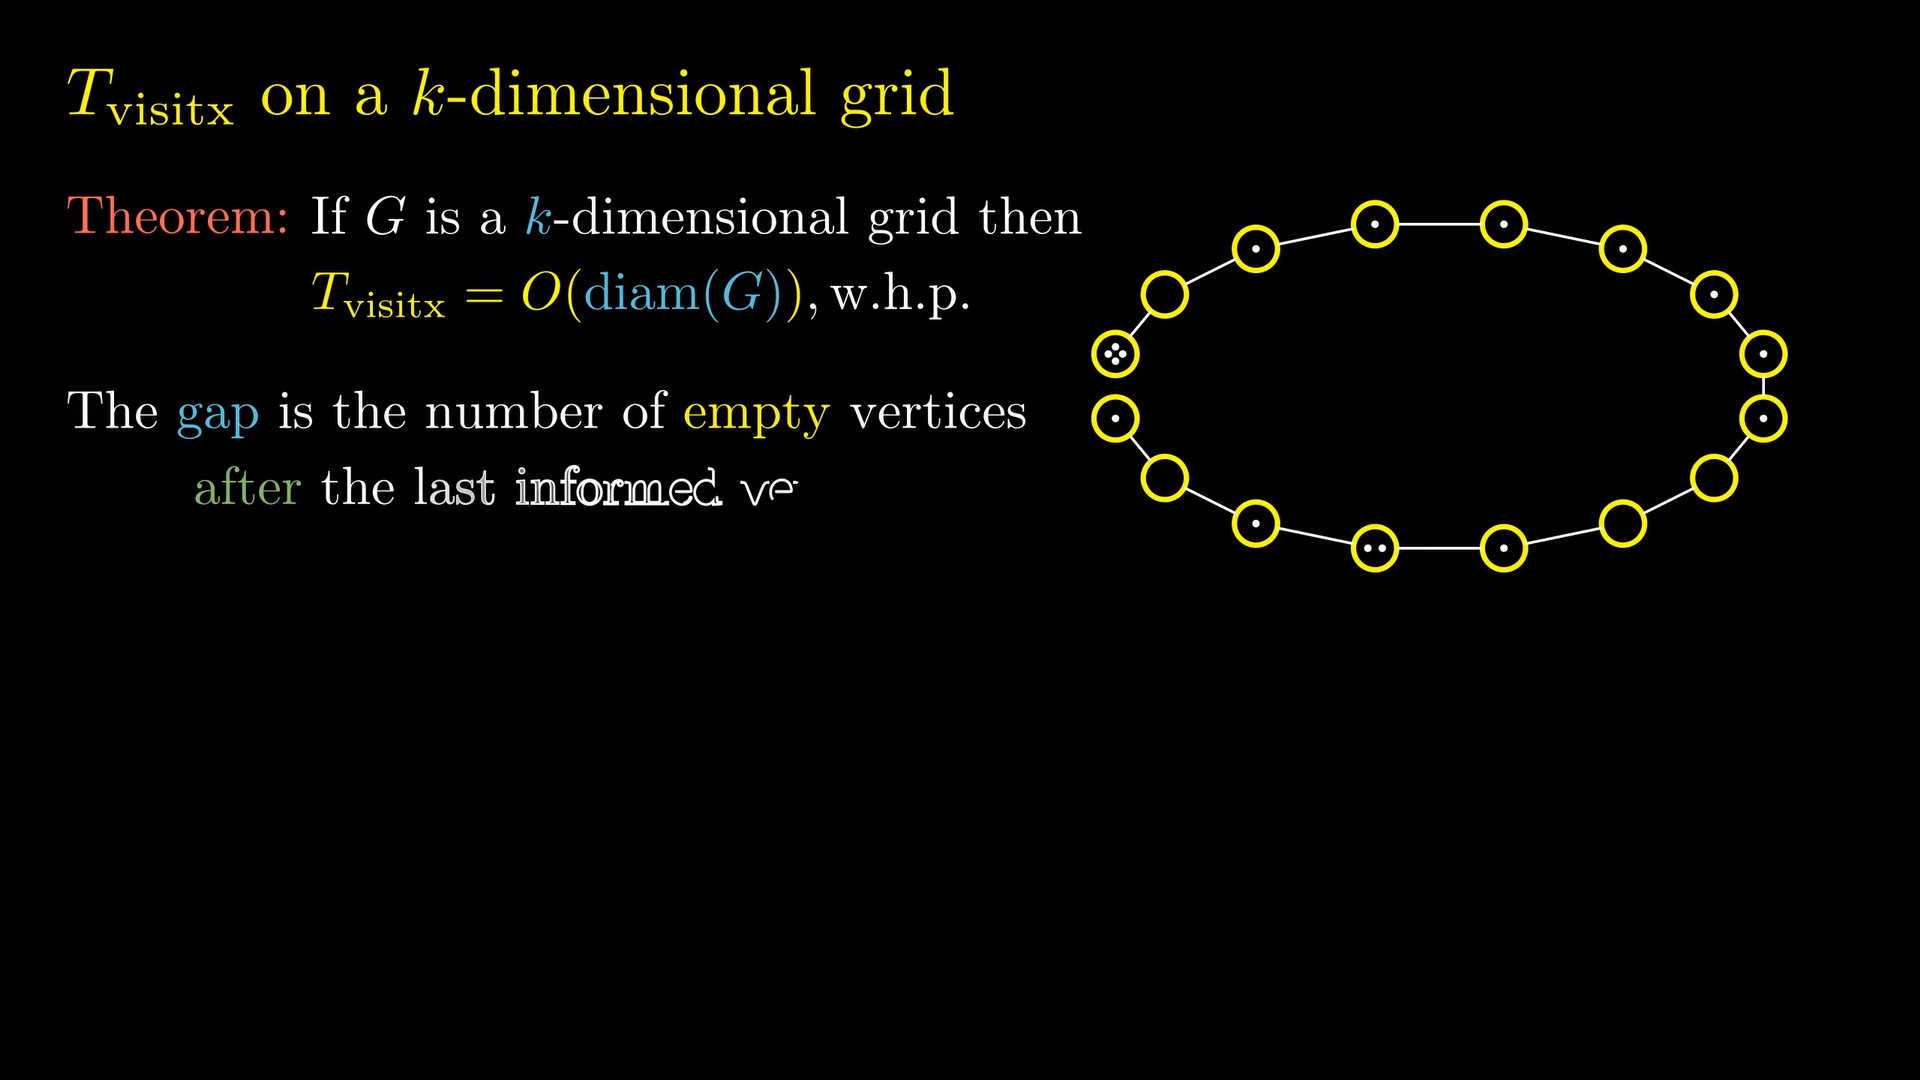 T_visitx on a k-dimensional grid
Theorem: If G is a k-dimensional grid then
T_visitx = O(diam(G)), w.h.p.
The gap is the number of empty vertices
after the last informed